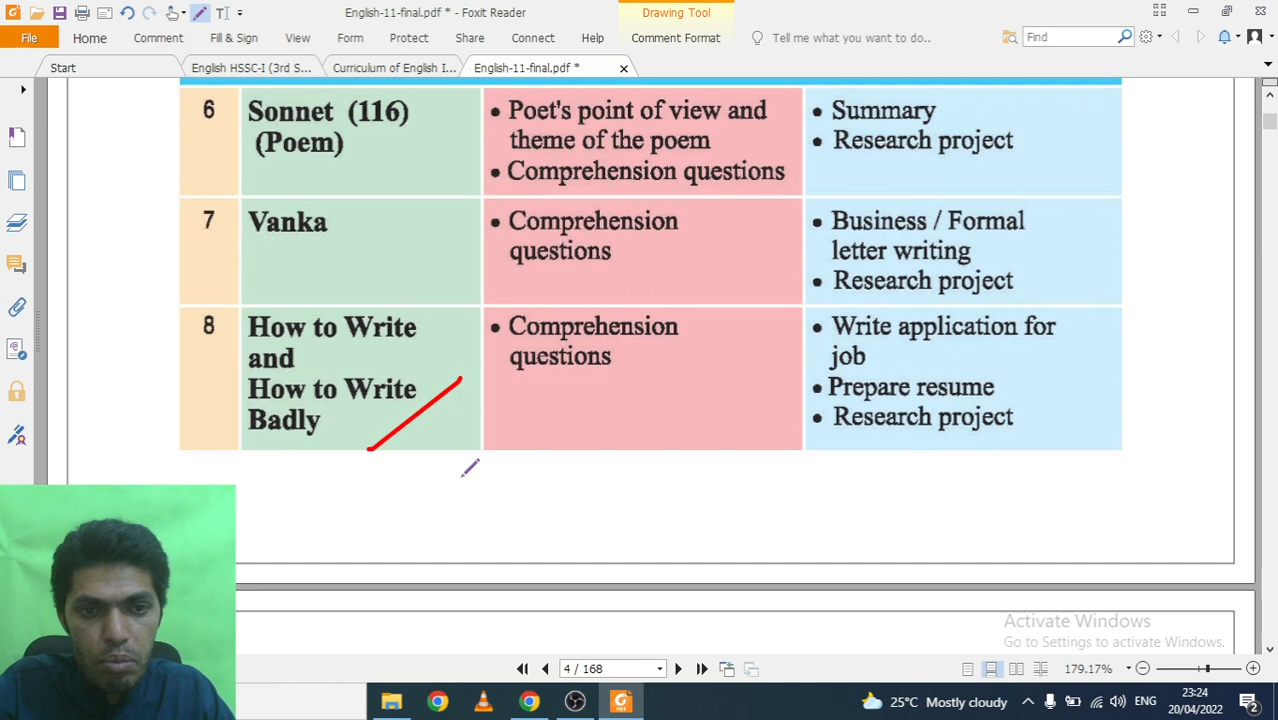 English-11-final.pdf * - Foxit Reader
Drawing Tool
File Home Comment Fill & Sign View Form Protect Share Connect Help Comment Format Tell me what you want to do.. Find
Start English HSSC-I (3rd S... Curriculum of English I... English-11-final.pdf *
6 Sonnet (116)
(Poem)
• Poet's point of view and
theme of the poem
• Comprehension questions
• Summary
• Research project
7 Vanka
• Comprehension
questions
• Business / Formal
letter writing
• Research project
8 How to Write
and
How to Write
Badly
• Comprehension
questions
• Write application for
job
• Prepare resume
• Research project
Activate Windows
Go to Settings to activate Windows.
4 / 168
179.17%
25°C Mostly cloudy
ENG
23:24
20/04/2022
2